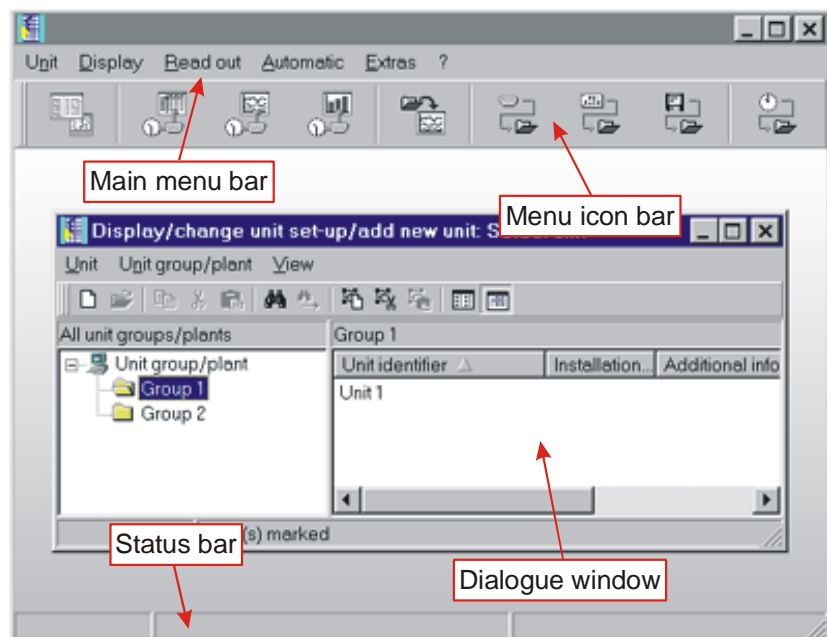 Unit Display Read out Automatic Extras ?
Main menu bar
Menu icon bar
Display/change unit set-up/add new unit:
Unit Unit group/plant View
All unit groups/plants Group 1
Unit group/plant Unit identifier Installation... Additional info
Group 1 Unit 1
Group 2
Status bar (s) marked
Dialogue window